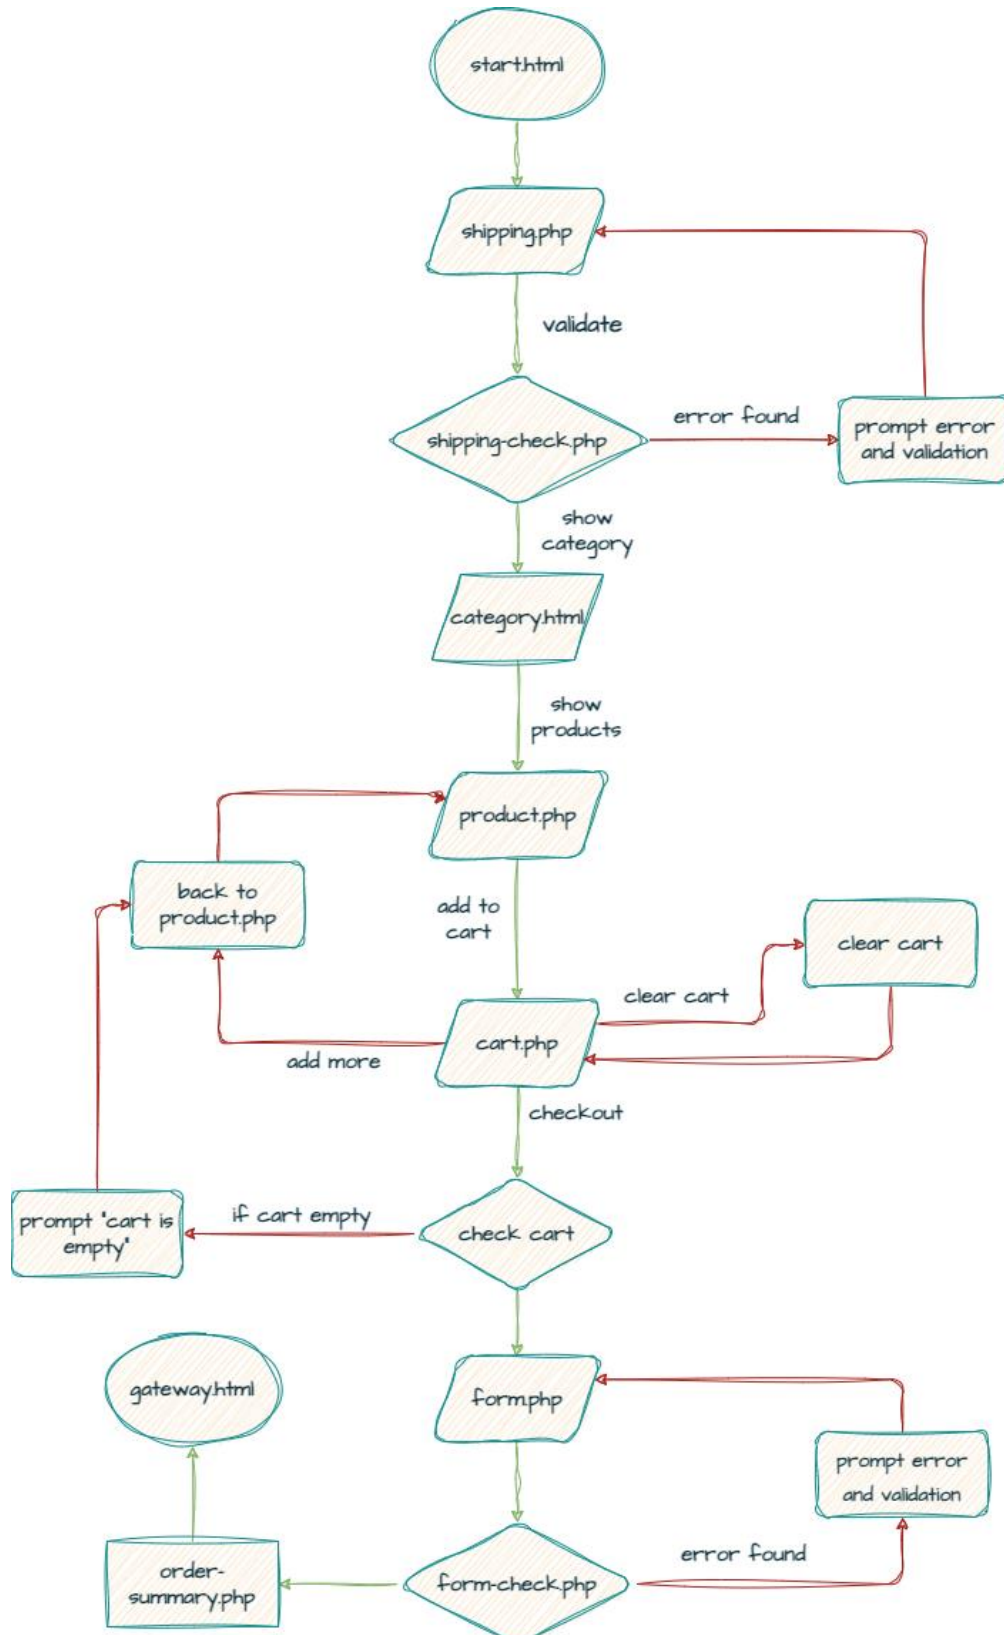 start.html
shipping.php
validate
shipping-check.php
error found
prompt error
and validation
show
category
category.html
show
products
product.php
back to
product.php
add to
cart
clear cart
clear cart
cart.php
add more
checkout
prompt "cart is
empty"
if cart empty
check cart
gateway.html
form.php
prompt error
and validation
order-
summary.php
form-check.php
error found